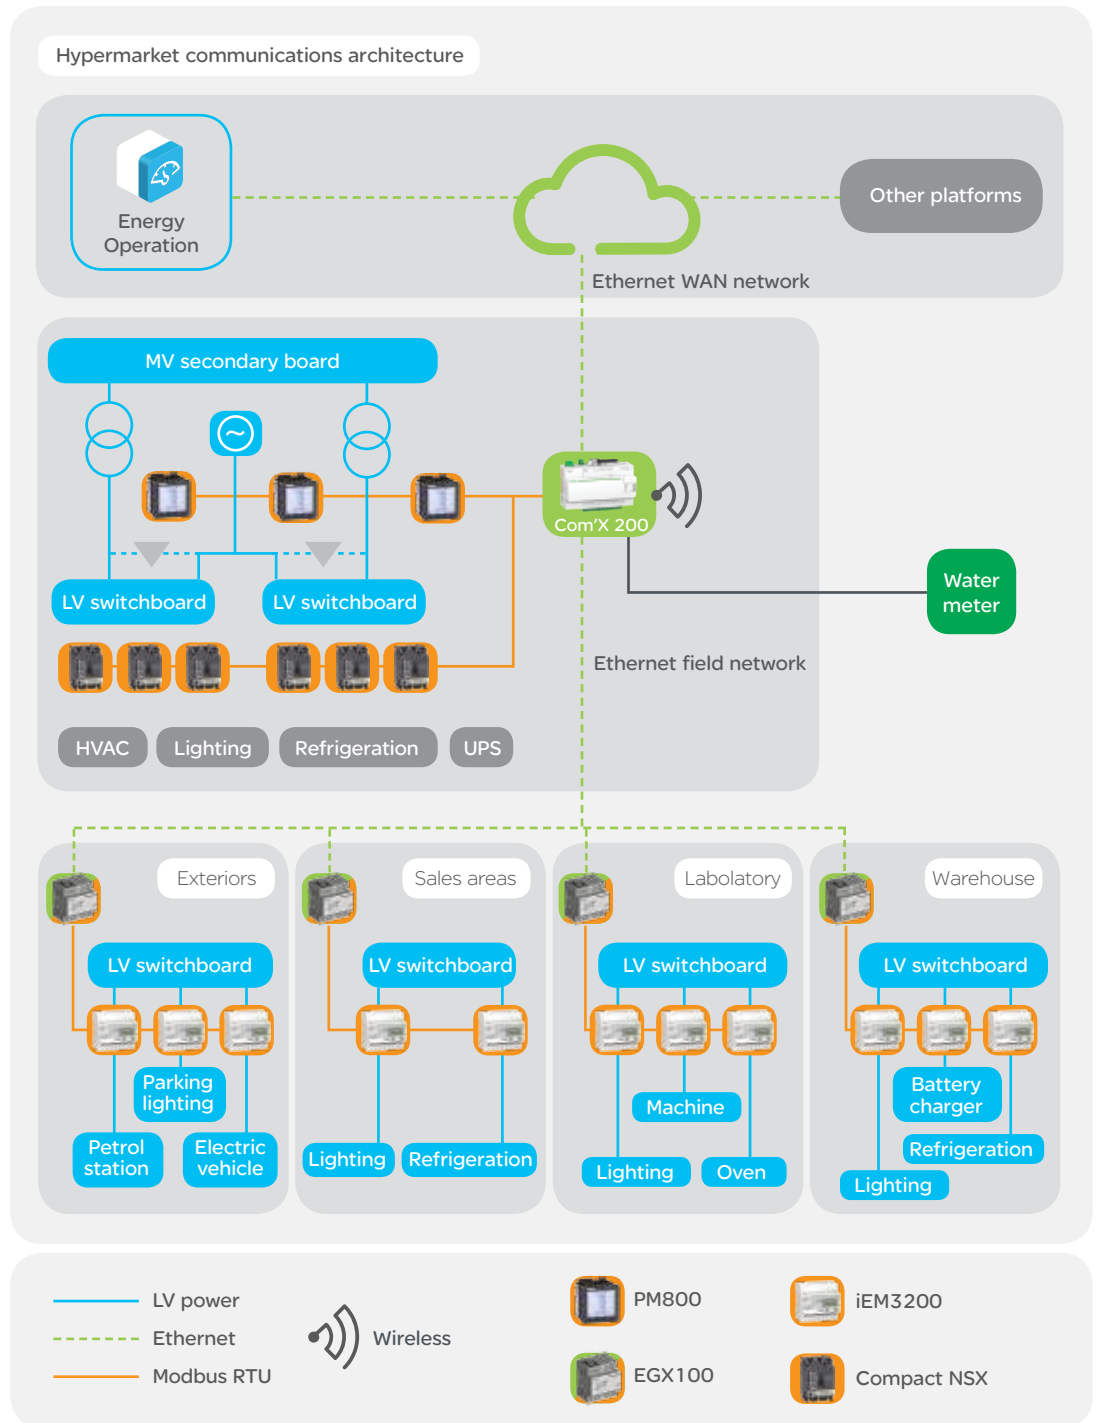 Hypermarket communications architecture
Energy
Operation
Other platforms
Ethernet WAN network
MV secondary board
~
Com'X 200
LV switchboard
LV switchboard
Water
meter
Ethernet field network
HVAC
Lighting
Refrigeration
UPS
Exteriors
Sales areas
Labolatory
Warehouse
LV switchboard
LV switchboard
LV switchboard
LV switchboard
Parking
lighting
Petrol
station
Electric
vehicle
Lighting
Refrigeration
Machine
Lighting
Oven
Battery
charger
Refrigeration
Lighting
LV power
Ethernet
Modbus RTU
Wireless
PM800
EGX100
iEM3200
Compact NSX